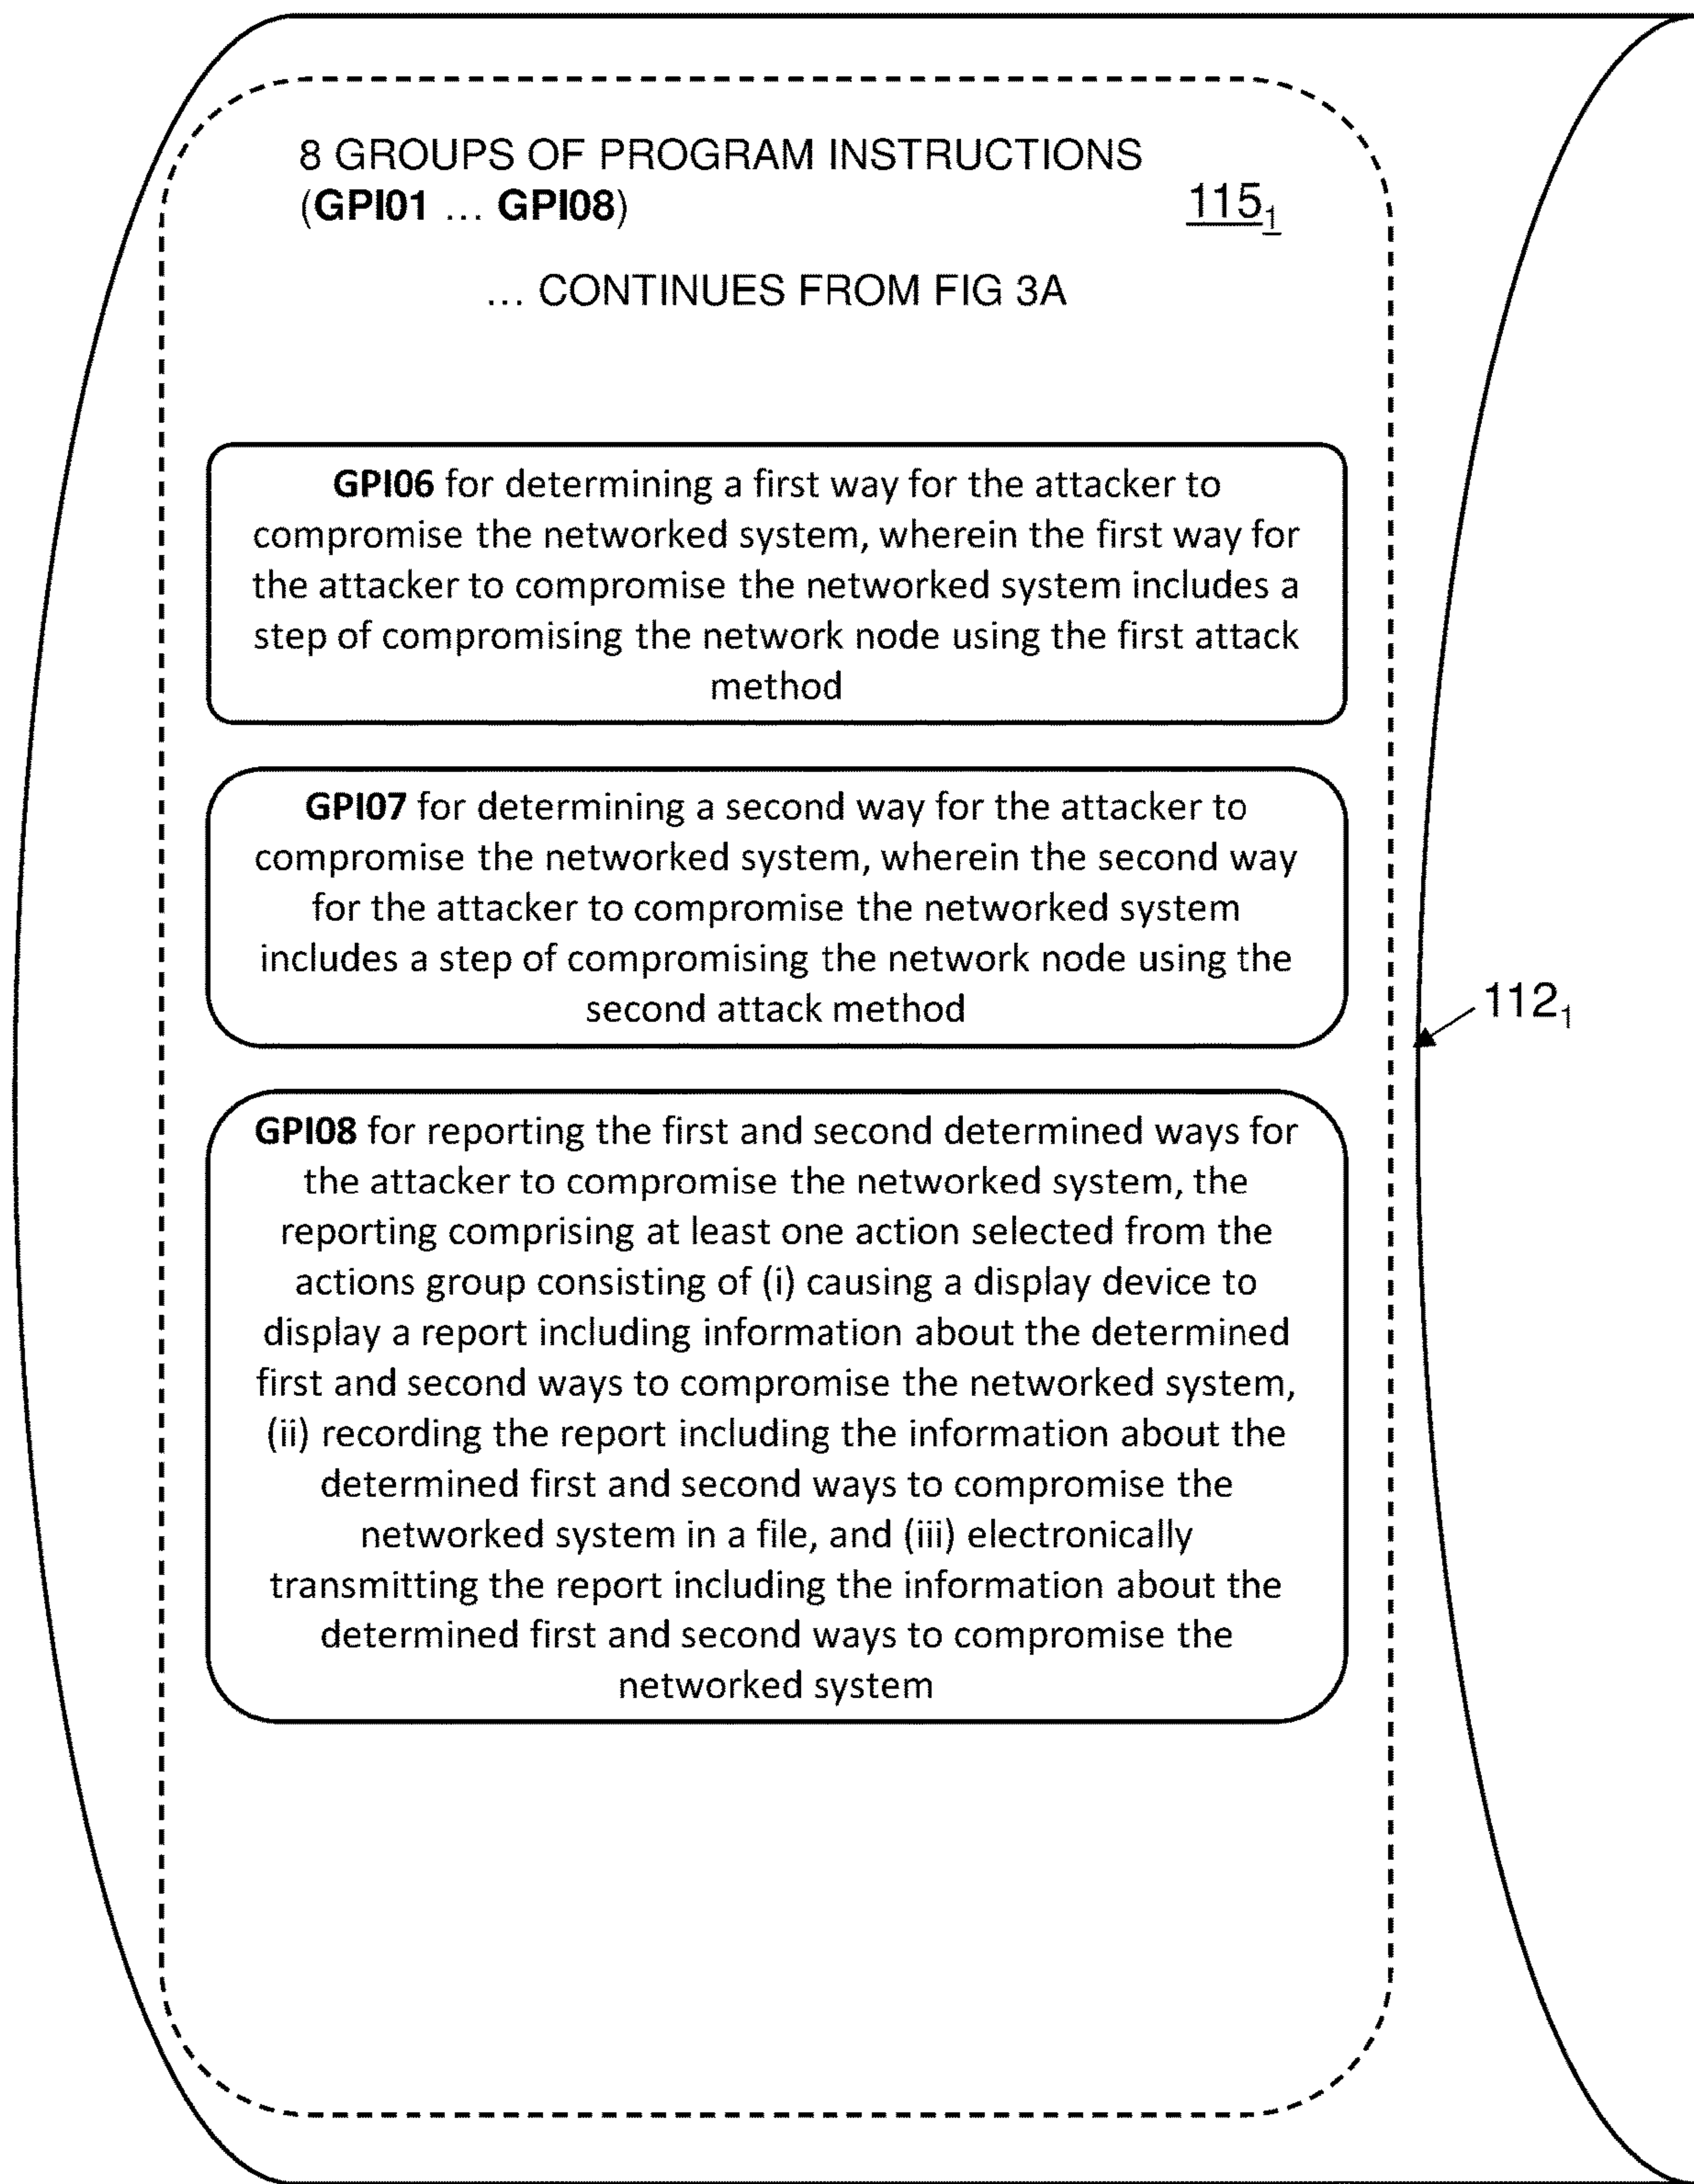 8 GROUPS OF PROGRAM INSTRUCTIONS
(GPI01 ... GPI08)
115₁
... CONTINUES FROM FIG 3A
GPI06 for determining a first way for the attacker to
compromise the networked system, wherein the first way for
the attacker to compromise the networked system includes a
step of compromising the network node using the first attack
method
GPI07 for determining a second way for the attacker to
compromise the networked system, wherein the second way
for the attacker to compromise the networked system
includes a step of compromising the network node using the
second attack method
112₁
GPI08 for reporting the first and second determined ways for
the attacker to compromise the networked system, the
reporting comprising at least one action selected from the
actions group consisting of (i) causing a display device to
display a report including information about the determined
first and second ways to compromise the networked system,
(ii) recording the report including the information about the
determined first and second ways to compromise the
networked system in a file, and (iii) electronically
transmitting the report including the information about the
determined first and second ways to compromise the
networked system